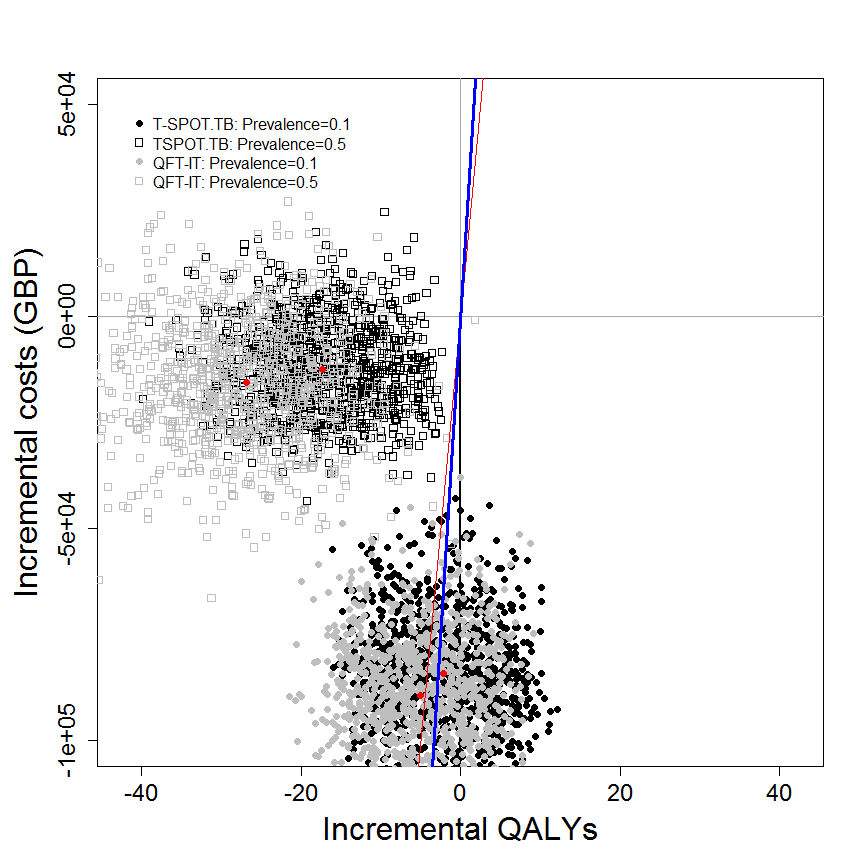 T-SPOT.TB: Prevalence=0.1
TSPOT.TB: Prevalence=0.5
QFT-IT: Prevalence=0.1
QFT-IT: Prevalence=0.5
Incremental costs (GBP)
5e+04
0e+00
-5e+04
-1e+05
-40 -20 0 20 40
Incremental QALYs